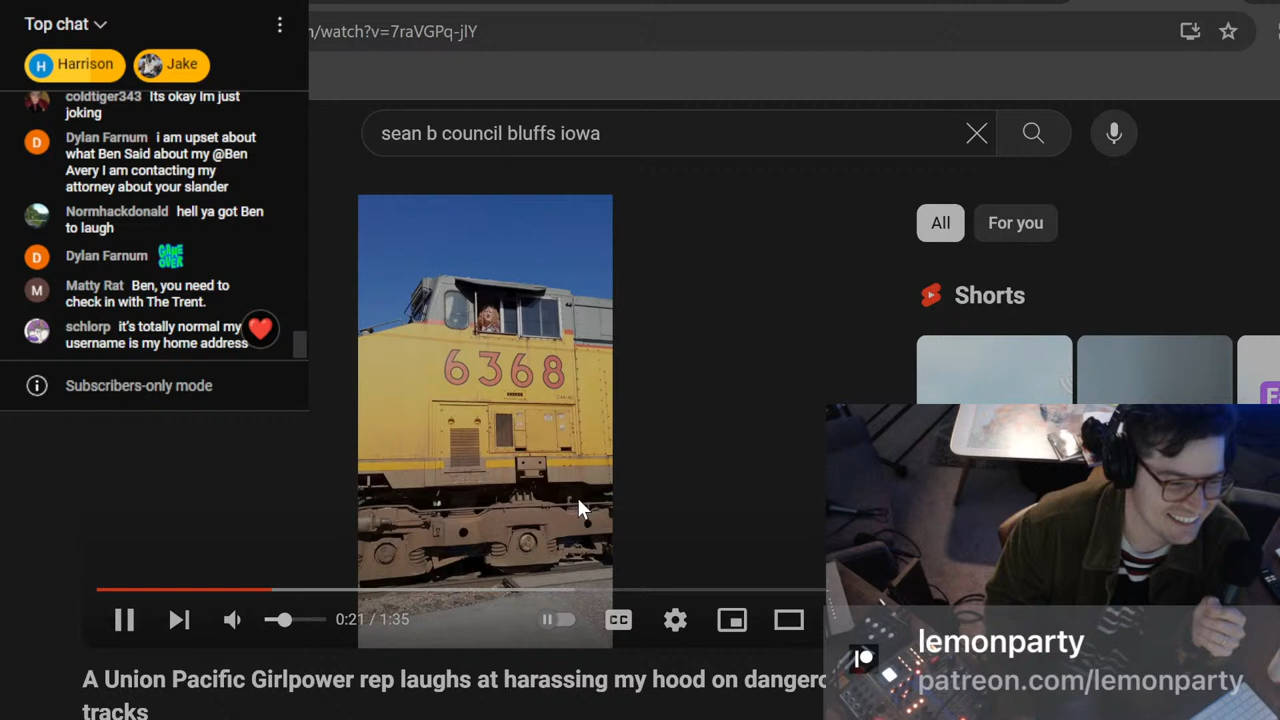 Top chat
n/watch?v=7raVGPq-jlY
H Harrison
Jake
coldtiger343 Its okay Im just
joking
D Dylan Farnum i am upset about
what Ben Said about my @Ben
Avery I am contacting my
attorney about your slander
Normhackdonald hell ya got Ben
to laugh
D Dylan Farnum GAME OVER
M Matty Rat Ben, you need to
check in with The Trent.
schlorp it's totally normal my
username is my home address
Subscribers-only mode
sean b council bluffs iowa
All
For you
Shorts
6368
0:21 / 1:35
CC
A Union Pacific Girlpower rep laughs at harassing my hood on dangero
tracks
lemonparty
patreon.com/lemonparty